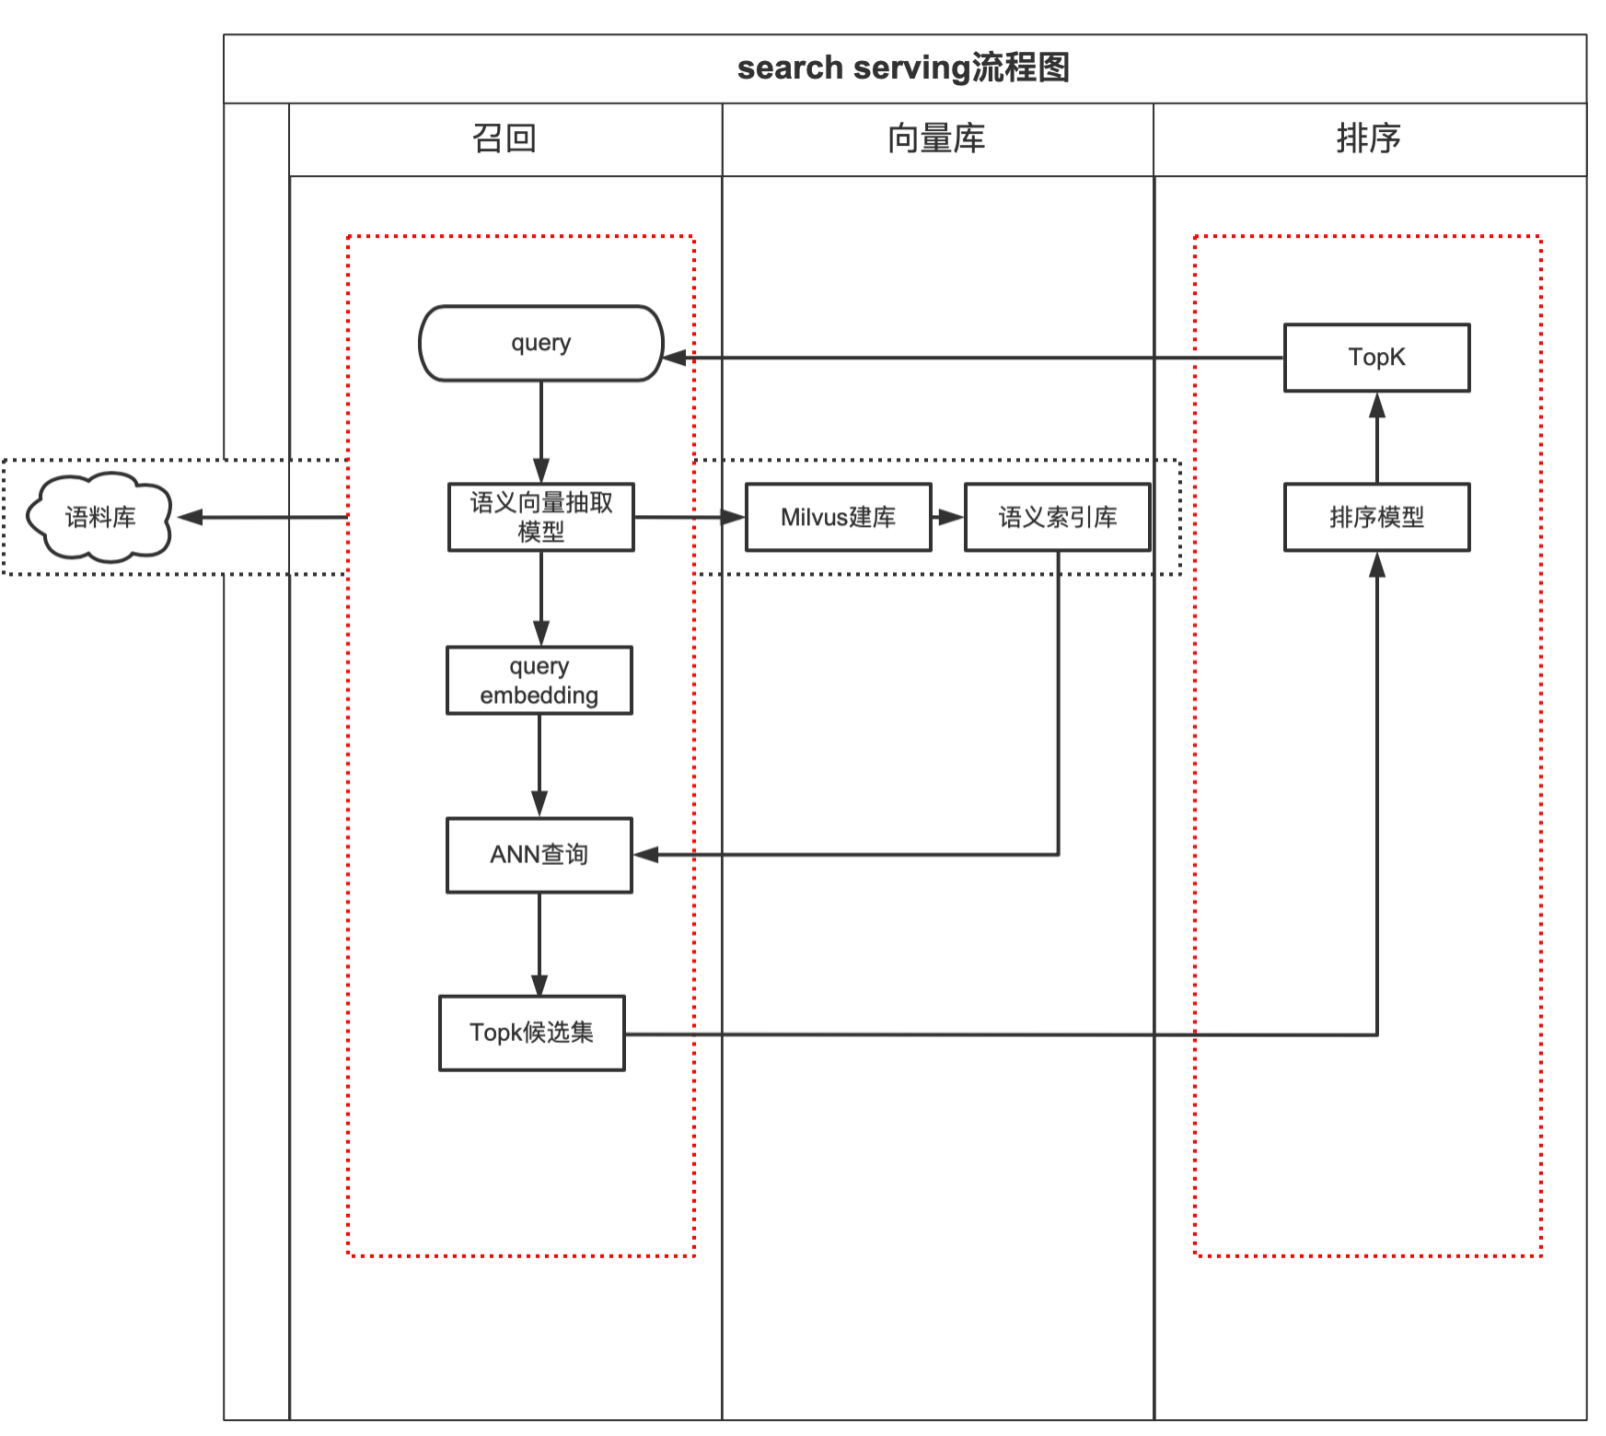 search serving流程图
召回
向量库
排序
query
TopK
语料库
语义向量抽取
模型
Milvus建库
语义索引库
排序模型
query
embedding
ANN查询
Topk候选集